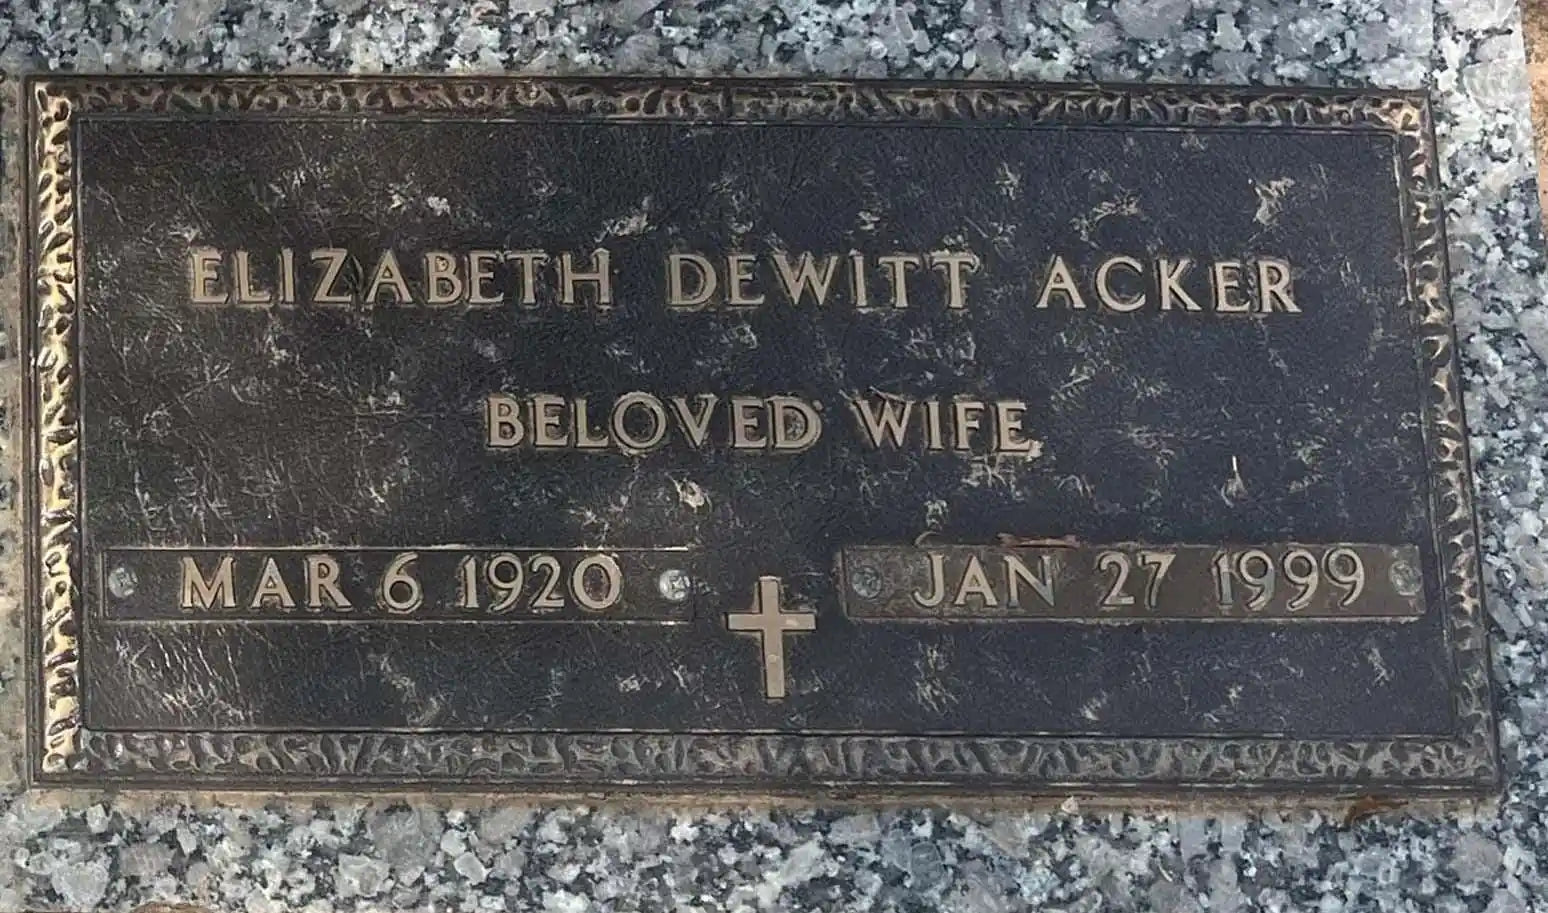 ELIZABETH DEWITT ACKER
BELOVED WIFE
MAR 6 1920 JAN 27 1999